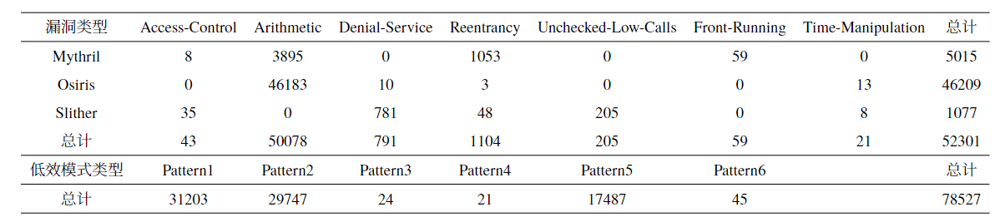 漏洞类型 Access-Control Arithmetic Denial-Service Reentrancy Unchecked-Low-Calls Front-Running Time-Manipulation 总计
Mythril 8 3895 0 1053 0 59 0 5015
Osiris 0 46183 10 3 0 0 13 46209
Slither 35 0 781 48 205 0 8 1077
总计 43 50078 791 1104 205 59 21 52301
低效模式类型 Pattern1 Pattern2 Pattern3 Pattern4 Pattern5 Pattern6 总计
总计 31203 29747 24 21 17487 45 78527